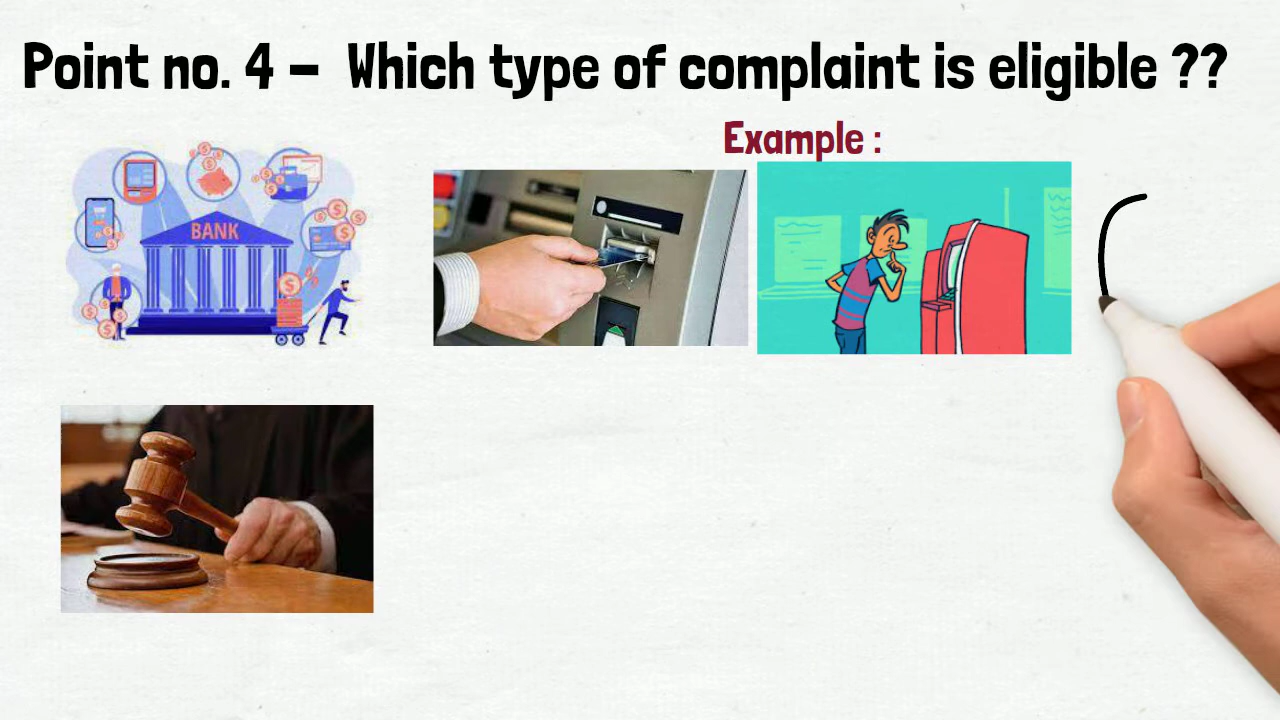 Point no. 4 - Which type of complaint is eligible ??
Example :
BANK